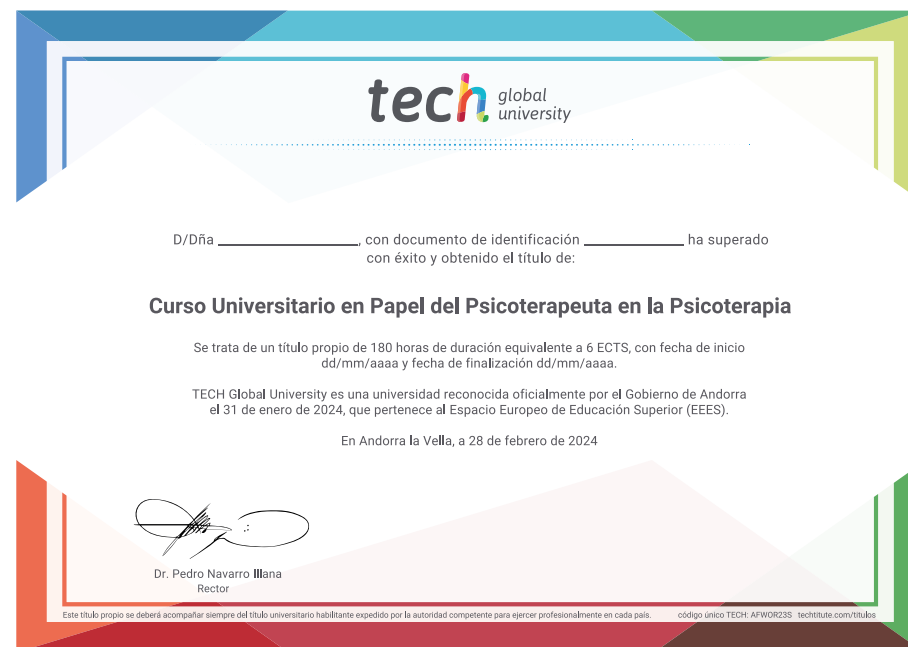 tech global university
D/Dña , con documento de identificación ha superado
con éxito y obtenido el título de:
Curso Universitario en Papel del Psicoterapeuta en la Psicoterapia
Se trata de un título propio de 180 horas de duración equivalente a 6 ECTS, con fecha de inicio
dd/mm/aaaa y fecha de finalización dd/mm/aaaa.
TECH Global University es una universidad reconocida oficialmente por el Gobierno de Andorra
el 31 de enero de 2024, que pertenece al Espacio Europeo de Educación Superior (EEES).
En Andorra la Vella, a 28 de febrero de 2024
Dr. Pedro Navarro Illana
Rector
Este título propio se deberá acompañar siempre del título universitario habilitante expedido por la autoridad competente para ejercer profesionalmente en cada país. código único TECH: AFWOR23S techtitute.com/titulos